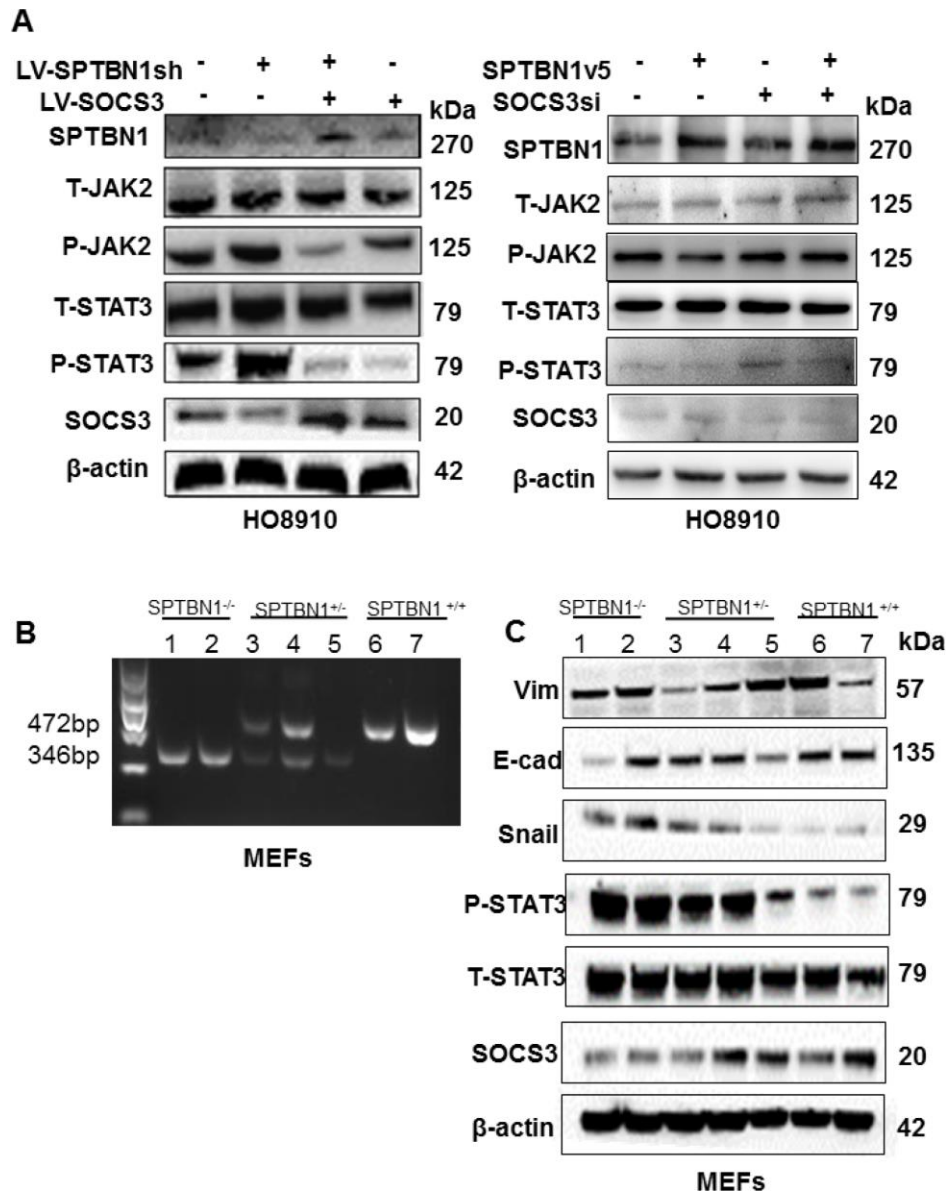 A
LV-SPTBN1sh - + + -
LV-SOCS3 - - + + kDa
SPTBN1 270
T-JAK2 125
P-JAK2 125
T-STAT3 79
P-STAT3 79
SOCS3 20
β-actin 42
HO8910
SPTBN1v5 - + - +
SOCS3si - - + + kDa
SPTBN1 270
T-JAK2 125
P-JAK2 125
T-STAT3 79
P-STAT3 79
SOCS3 20
β-actin 42
HO8910
B
SPTBN1-/- SPTBN1+/- SPTBN1 +/+
1 2 3 4 5 6 7
472bp
346bp
MEFs
C
SPTBN1-/- SPTBN1+/- SPTBN1 +/+
1 2 3 4 5 6 7 kDa
Vim 57
E-cad 135
Snail 29
P-STAT3 79
T-STAT3 79
SOCS3 20
β-actin 42
MEFs